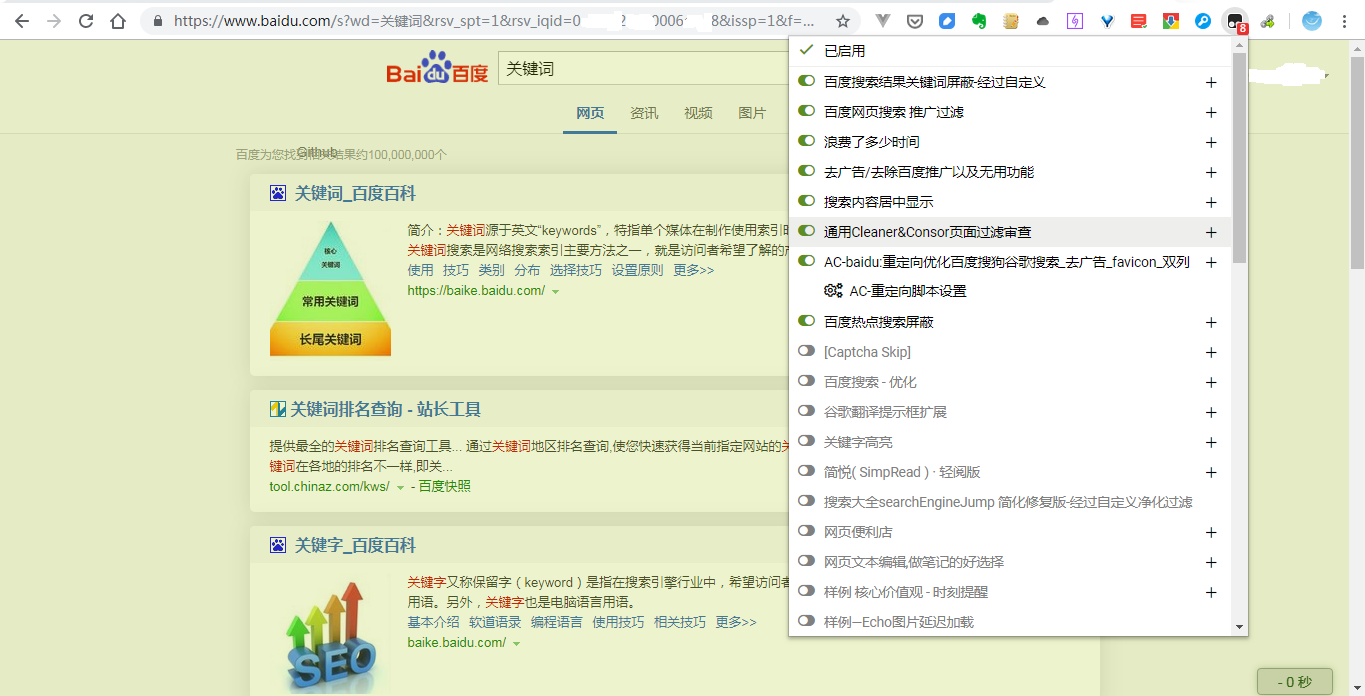 https://www.baidu.com/s?wd=关键词&rsv_spt=1&rsv_iqid=0 2 0006 8&issp=1&f=...
8
Bai du 百度
关键词
网页 资讯 视频 图片
百度为您找到相关结果约100,000,000个
Github
关键词_百度百科
核心
关键词
常用关键词
长尾关键词
简介：关键词源于英文“keywords”，特指单个媒体在制作使用索引时
关键词搜索是网络搜索索引主要方法之一，就是访问者希望了解的产
使用 技巧 类别 分布 选择技巧 设置原则 更多>>
https://baike.baidu.com/
关键词排名查询 - 站长工具
提供最全的关键词排名查询工具... 通过关键词地区排名查询,使您快速获得当前指定网站的关
键词在各地的排名不一样,即关...
tool.chinaz.com/kws/ - 百度快照
关键字_百度百科
SEO
关键字又称保留字（keyword）是指在搜索引擎行业中，希望访问者
用语。另外，关键字也是电脑语言用语。
基本介绍 软道语录 编程语言 使用技巧 相关技巧 更多>>
baike.baidu.com/
已启用
百度搜索结果关键词屏蔽-经过自定义
百度网页搜索 推广过滤
浪费了多少时间
去广告/去除百度推广以及无用功能
搜索内容居中显示
通用Cleaner&Consor页面过滤审查
AC-baidu:重定向优化百度搜狗谷歌搜索_去广告_favicon_双列
AC-重定向脚本设置
百度热点搜索屏蔽
[Captcha Skip]
百度搜索 - 优化
谷歌翻译提示框扩展
关键字高亮
简悦( SimpRead ) · 轻阅版
搜索大全searchEngineJump 简化修复版-经过自定义净化过滤
网页便利店
网页文本编辑,做笔记的好选择
样例 核心价值观 - 时刻提醒
样例—Echo图片延迟加载
- 0 秒